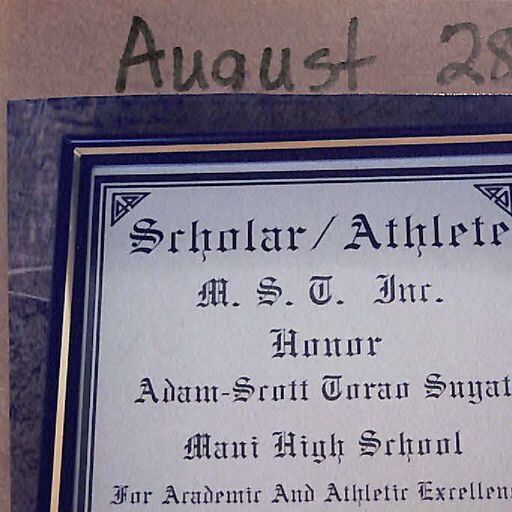 August 28
Scholar/Athlete
M. S. T. Inc.
Honor
Adam-Scott Torao Suyat
Maui High School
For Academic And Athletic Excellen